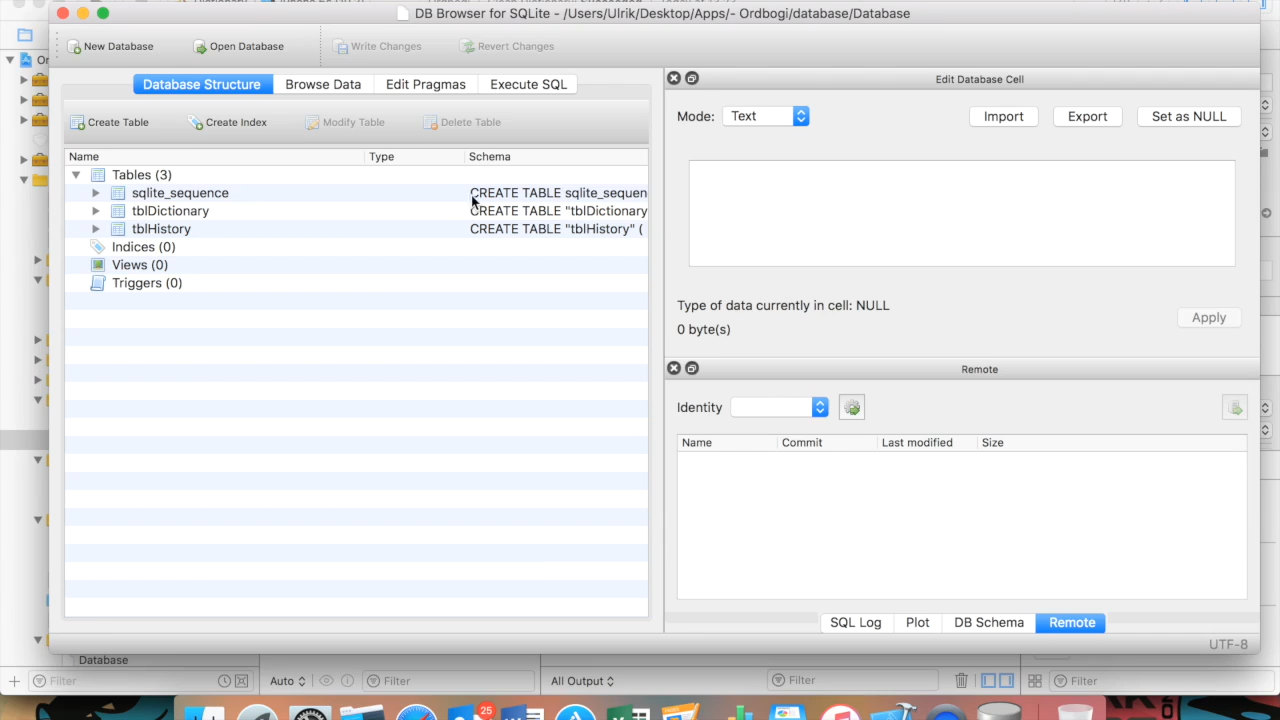 DB Browser for SQLite - /Users/Ulrik/Desktop/Apps/- Ordbogi/database/Database
New Database
Open Database
Write Changes
Revert Changes
Database Structure
Browse Data
Edit Pragmas
Execute SQL
Create Table
Create Index
Modify Table
Delete Table
Name
Type
Schema
Tables (3)
sqlite_sequence
CREATE TABLE sqlite_sequen
tblDictionary
CREATE TABLE "tblDictionary
tblHistory
CREATE TABLE "tblHistory" (
Indices (0)
Views (0)
Triggers (0)
Edit Database Cell
Mode:
Text
Import
Export
Set as NULL
Type of data currently in cell: NULL
0 byte(s)
Apply
Remote
Identity
Name
Commit
Last modified
Size
SQL Log
Plot
DB Schema
Remote
UTF-8
Or
Database
Filter
Auto
Filter
All Output
Filter
Filter
25